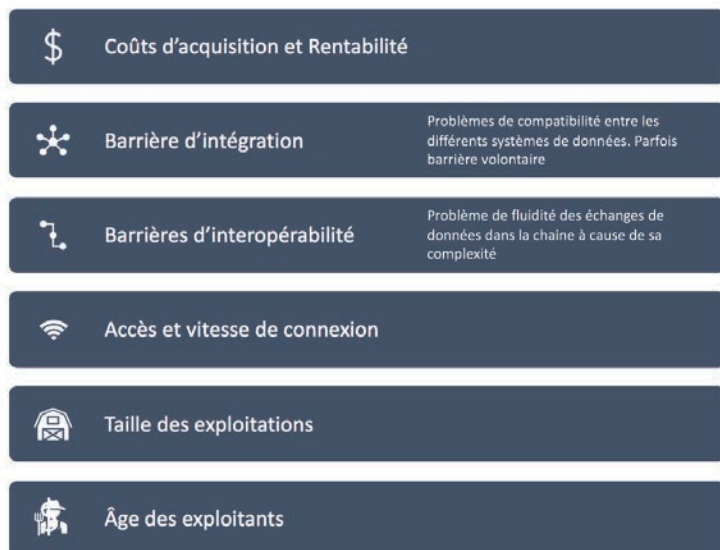 Coûts d'acquisition et Rentabilité
Barrière d'intégration
Problèmes de compatibilité entre les
différents systèmes de données. Parfois
barrière volontaire
Barrières d'interopérabilité
Problème de fluidité des échanges de
données dans la chaine à cause de sa
complexité
Accès et vitesse de connexion
Taille des exploitations
Âge des exploitants